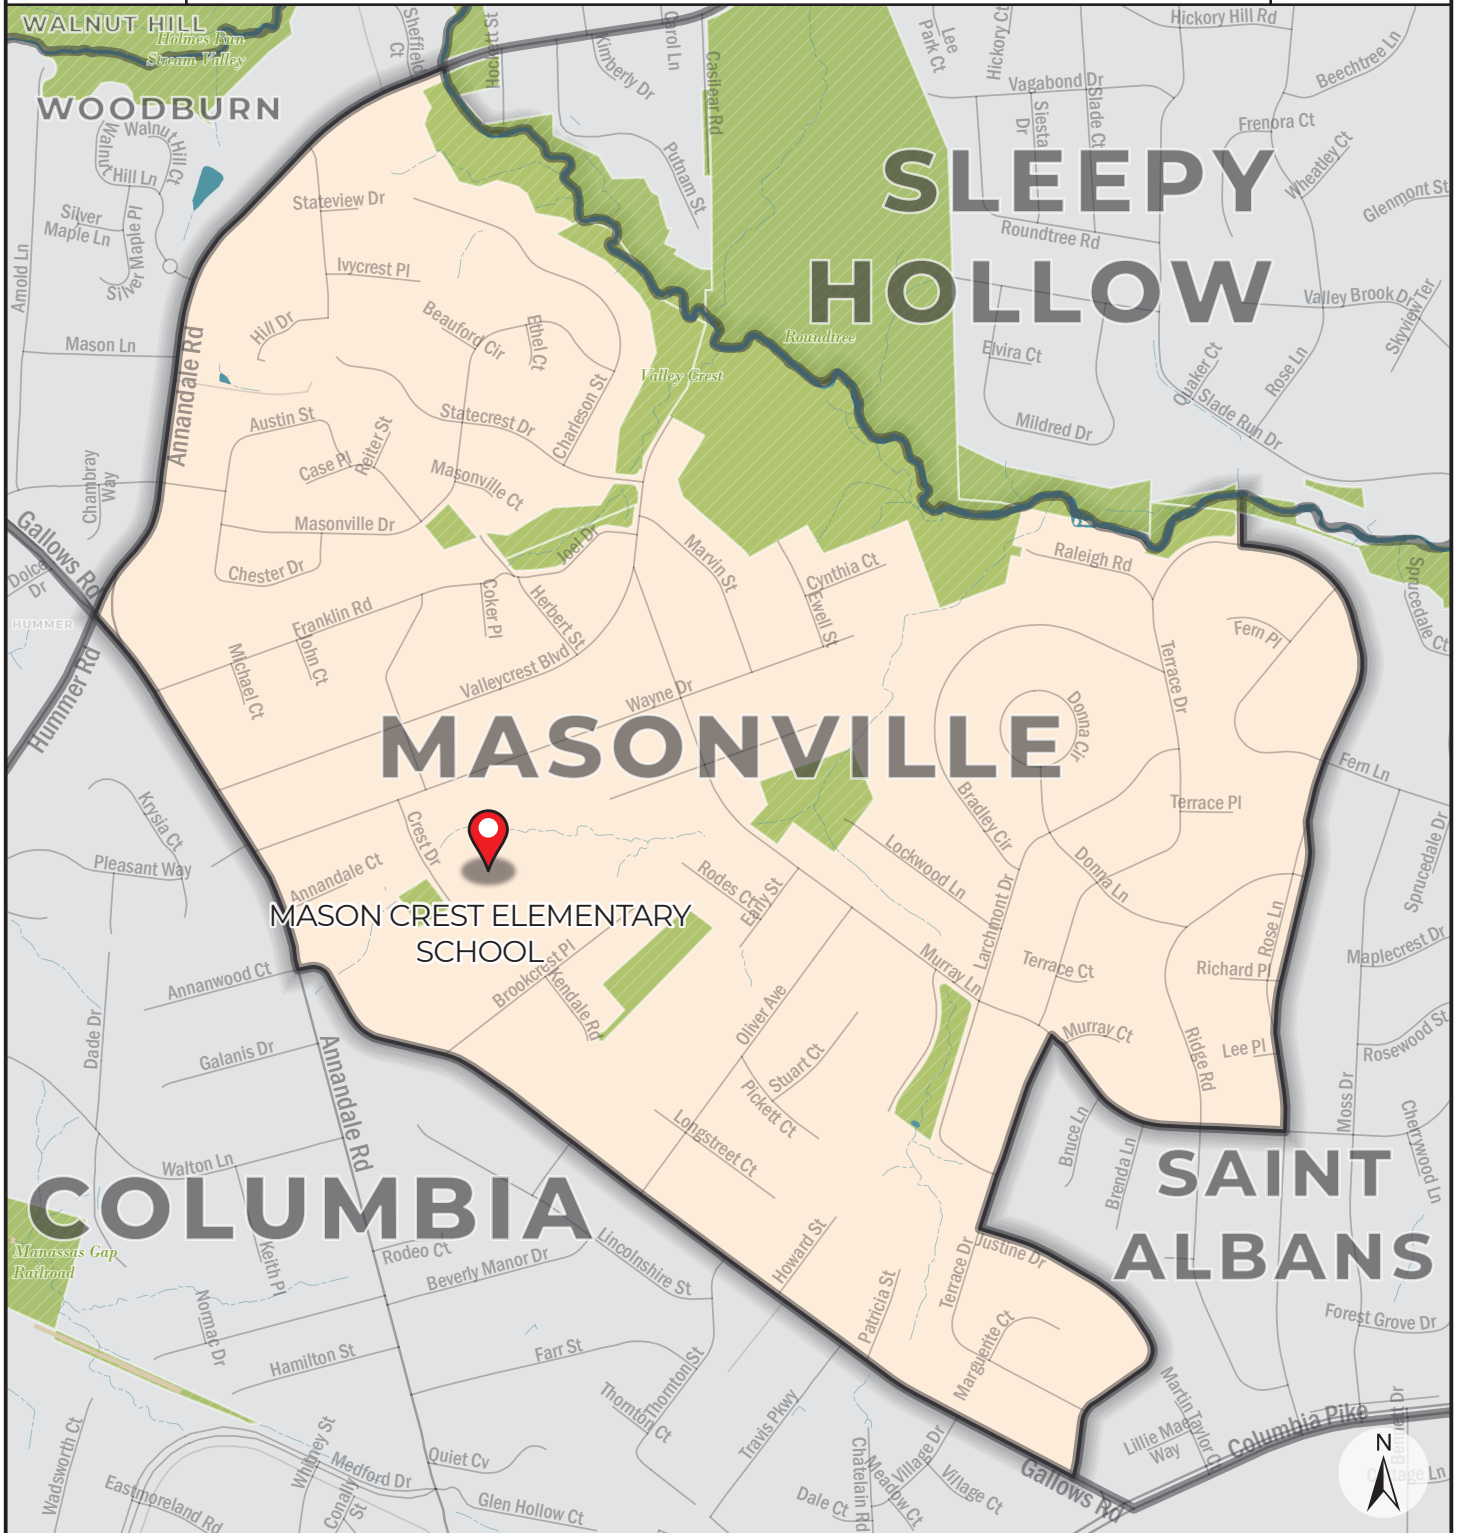 WALNUT HILL
Holmes Run
Stream Valley
WOODBURN
Walnut Hill Ct
Walnut
Hill Ln
Silver
Maple Ln
Silver Maple Pl
Arnold Ln
Mason Ln
Annandale Rd
Chambray
Way
Gallows Rd
Dolce
Dr
HUMMER
Hummer Rd
Sheffield
Ct
Hockett St
Kimberly Dr
Carol Ln
Casilear Rd
Putnam St
Lee
Park Ct
Hickory Ct
Hickory Hill Rd
Beechtree Ln
Vagabond Dr
Siesta
Dr
Slade Ct
Frenora Ct
Wheatley Ct
Glenmont St
SLEEPY
HOLLOW
Roundtree Rd
Valley Brook Dr
Skyview Ter
Elvira Ct
Quaker Ct
Rose Ln
Slade Run Dr
Mildred Dr
Roundtree
Valley Crest
Stateview Dr
Ivycrest Pl
Hill Dr
Beauford Cir
Ethel Ct
Charleson St
Statecrest Dr
Austin St
Case Pl
Reiter St
Masonville Ct
Masonville Dr
Chester Dr
Joel Dr
Marvin St
Cynthia Ct
Ewell St
Raleigh Rd
Sprucedale Ct
Franklin Rd
John Ct
Michael Ct
Coker Pl
Herbert St
Valleycrest Blvd
Wayne Dr
Fern Pl
Terrace Dr
Donna Cir
MASONVILLE
Fern Ln
Terrace Pl
Bradley Cir
Krysia Ct
Pleasant Way
Crest Dr
Annandale Ct
Lockwood Ln
Donna Ln
Rodes Ct
Early St
Larchmont Dr
Sprucedale Dr
MASON CREST ELEMENTARY
SCHOOL
Brookcrest Pl
Kendale Rd
Murray Ln
Terrace Ct
Rose Ln
Richard Pl
Maplecrest Dr
Annanwood Ct
Dade Dr
Galanis Dr
Annandale Rd
Oliver Ave
Stuart Ct
Pickett Ct
Murray Ct
Ridge Rd
Lee Pl
Rosewood St
Moss Dr
Cherrywood Ln
Longstreet Ct
Bruce Ln
Brenda Ln
Walton Ln
COLUMBIA
SAINT
ALBANS
Manassas Gap
Railroad
Keith Pl
Rodeo Ct
Beverly Manor Dr
Lincolnshire St
Howard St
Justine Dr
Terrace Dr
Patricia St
Marguerite Ct
Normac Dr
Hamilton St
Farr St
Thornton St
Thornton Ct
Travis Pkwy
Forest Grove Dr
Martin Taylor Ct
Lillie Mae
Way
Columbia Pike
Gallows Rd
Wadsworth Ct
Whitney St
Medford Dr
Quiet Cv
Conally
St
Eastmoreland Rd
Glen Hollow Ct
Dale Ct
Chatelain Rd
Meadow Ct
Village Dr
Village Ct
N